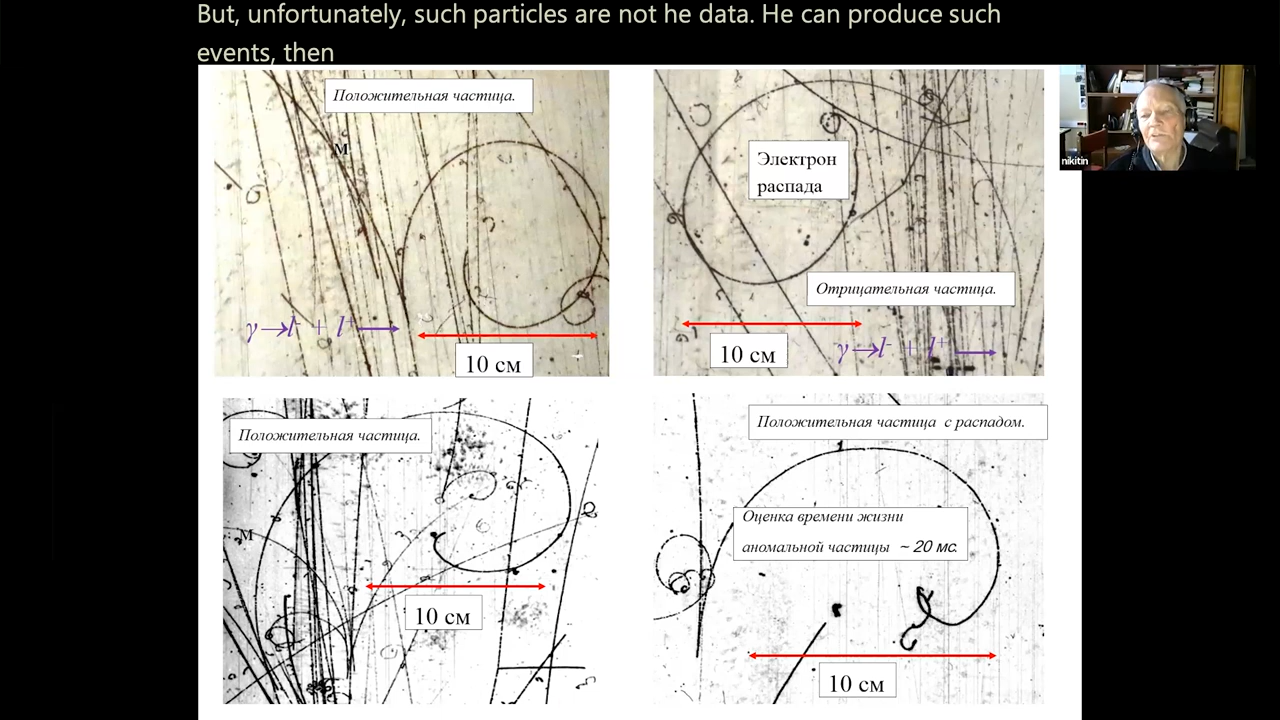 But, unfortunately, such particles are not he data. He can produce such
events, then
Положительная частица.
М
γ→l⁻ + l⁺
10 см
Электрон
распада
Отрицательная частица.
10 см
γ→l⁻ + l⁺
nikitin
Положительная частица.
М
10 см
Положительная частица с распадом.
Оценка времени жизни
аномальной частицы ~ 20 мс.
10 см